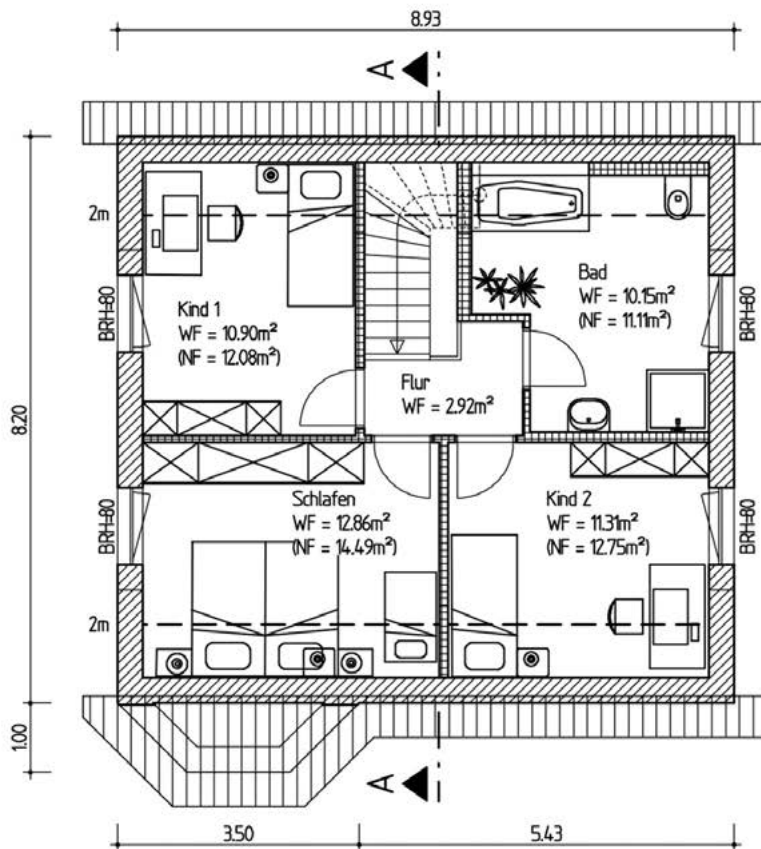 8.93
A
2m
Kind 1
WF = 10.90m²
(NF = 12.08m²)
Bad
WF = 10.15m²
(NF = 11.11m²)
BRH=80
BRH=80
Flur
WF = 2.92m²
8.20
Schlafen
WF = 12.86m²
(NF = 14.49m²)
Kind 2
WF = 11.31m²
(NF = 12.75m²)
BRH=80
BRH=80
2m
1.00
A
3.50
5.43